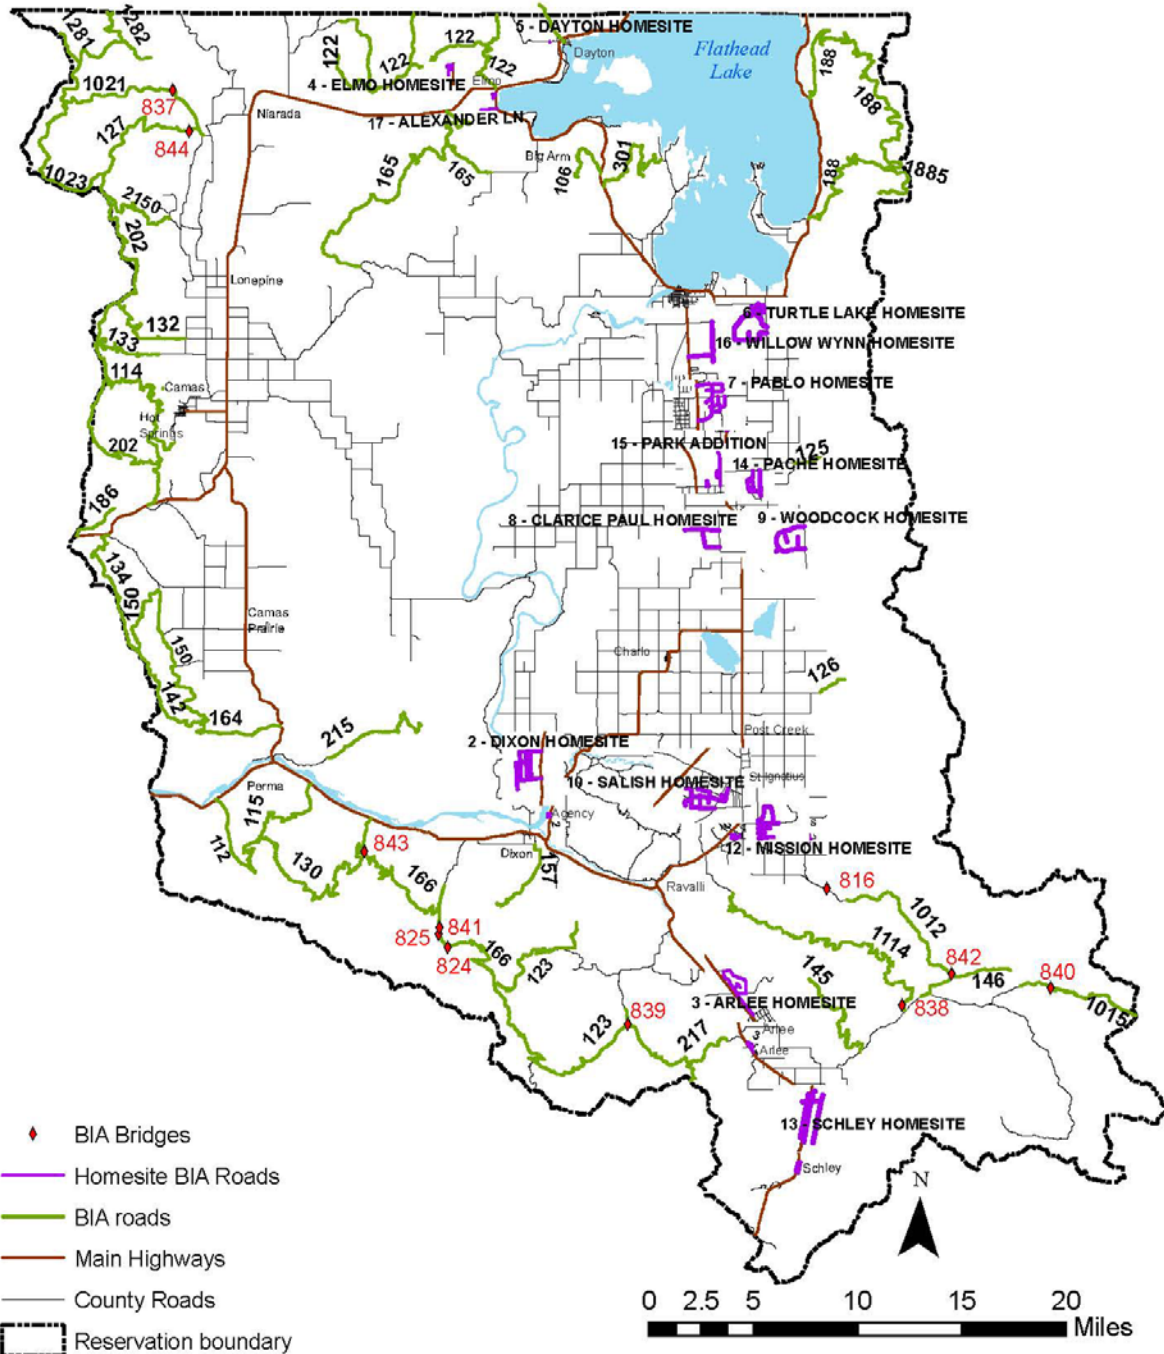 1281
1282
5 - DAYTON HOMESITE
Dayton
Flathead
Lake
122
122
122
122
188
188
188
1885
4 - ELMO HOMESITE
Elmo
1021
837
Niarada
17 - ALEXANDER LN
127
844
Big Arm
165
165
106
301
1023
2150
202
Lonepine
132
133
6 - TURTLE LAKE HOMESITE
16 - WILLOW WYNN HOMESITE
114
Camas
7 - PABLO HOMESITE
Hot
Springs
202
15 - PARK ADDITION
125
14 - PACHE HOMESITE
186
8 - CLARICE PAUL HOMESITE
9 - WOODCOCK HOMESITE
134
150
Camas
Prairie
150
Charlo
126
142
164
215
Post Creek
2 - DIXON HOMESITE
10 - SALISH HOMESITE
St Ignatius
Perma
115
Agency
2
112
843
Dixon
157
12 - MISSION HOMESITE
130
166
Ravalli
816
841
825
824
166
123
1012
1114
842
145
146
840
1015
3 - ARLEE HOMESITE
838
839
123
217
Arlee
3
Arlee
13 - SCHLEY HOMESITE
Schley
BIA Bridges
Homesite BIA Roads
BIA roads
Main Highways
County Roads
Reservation boundary
N
0 2.5 5 10 15 20
Miles